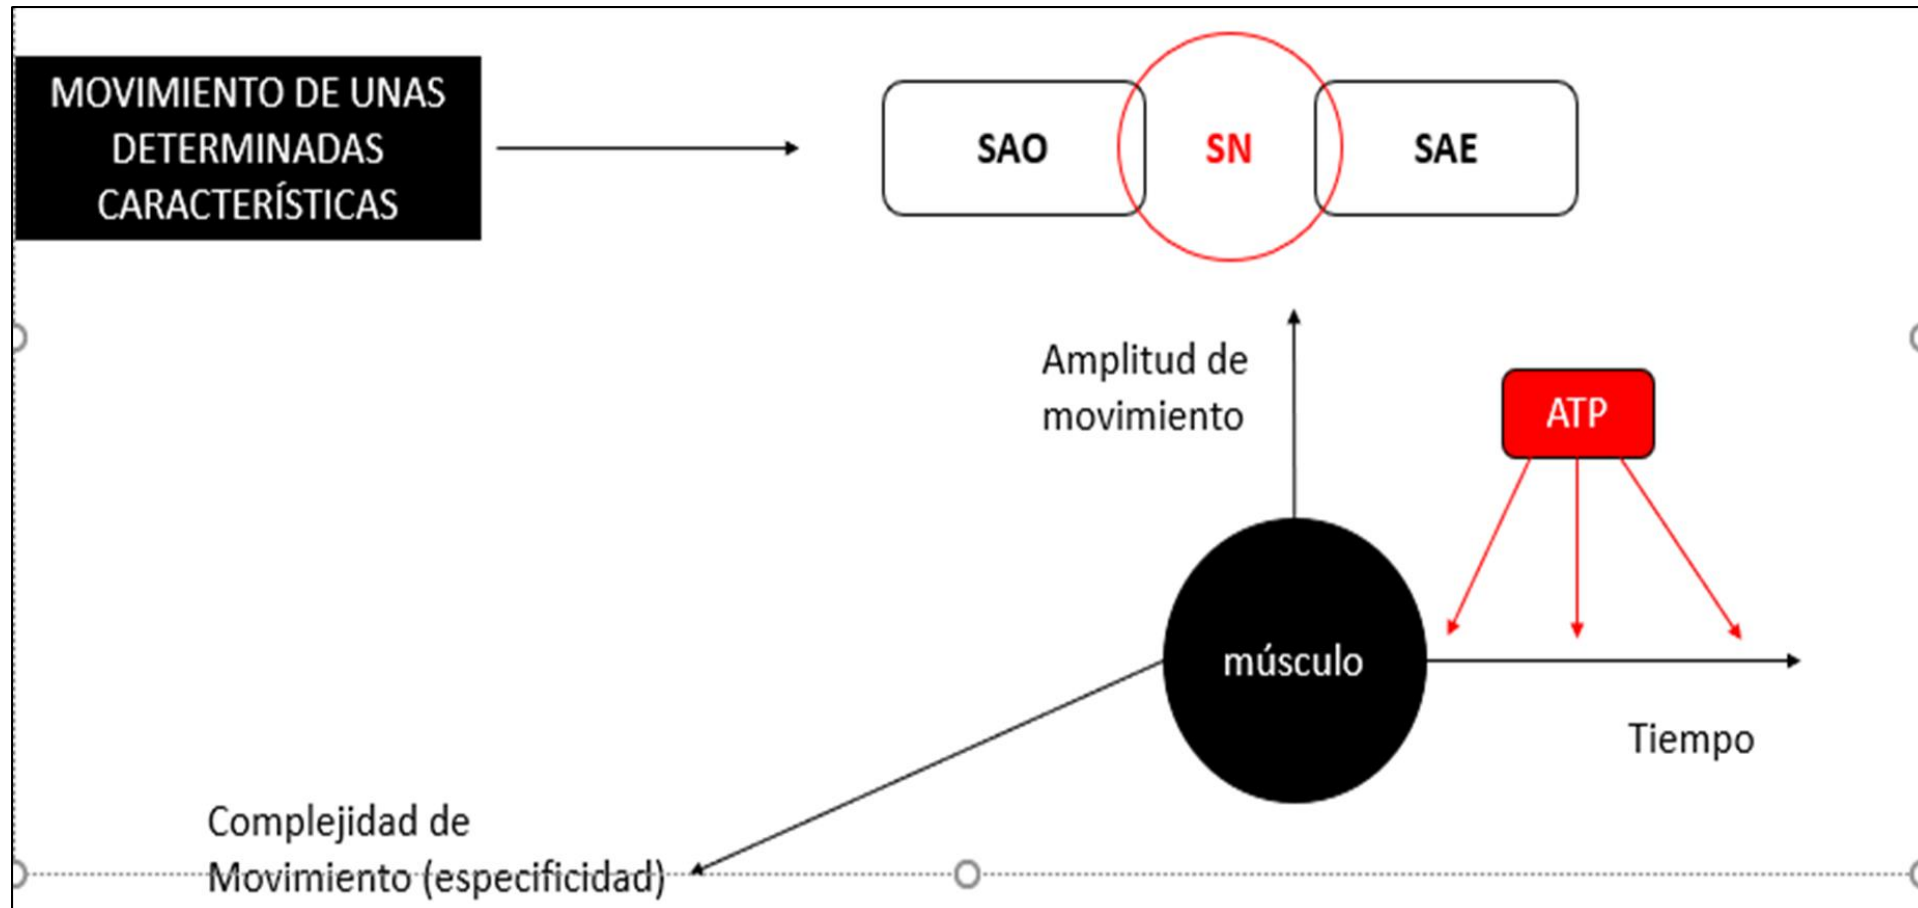 MOVIMIENTO DE UNAS
DETERMINADAS
CARACTERÍSTICAS
SAO
SN
SAE
Amplitud de
movimiento
ATP
músculo
Tiempo
Complejidad de
Movimiento (especificidad)